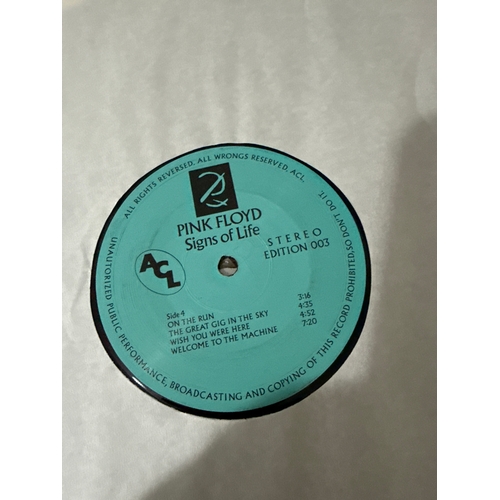 ALL RIGHTS REVERSED. ALL WRONGS RESERVED. ACL,
UNAUTORIZED PUBLIC PERFORMANCE, BROADCASTING AND COPYING OF THIS RECORD PROHIBITED, SO DON'T DO IT.
PINK FLOYD
Signs of Life
STEREO
EDITION 003
ACL
Side 4
ON THE RUN 3:16
THE GREAT GIG IN THE SKY 4:35
WISH YOU WERE HERE 4:52
WELCOME TO THE MACHINE 7:20